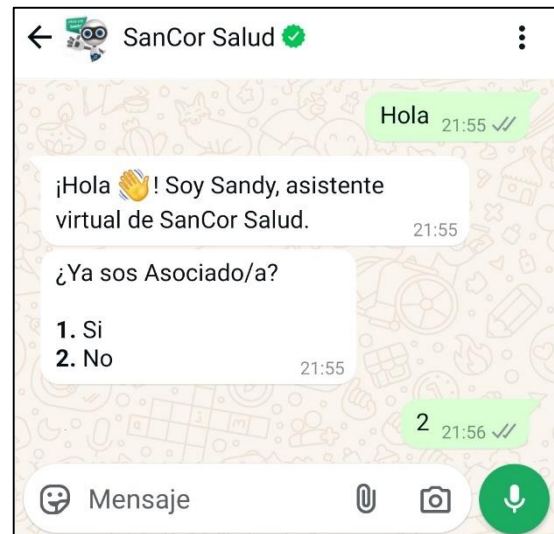 SanCor Salud
Hola
21:55
¡Hola 👋! Soy Sandy, asistente
virtual de SanCor Salud.
21:55
¿Ya sos Asociado/a?
1. Si
2. No
21:55
2
21:56
Mensaje